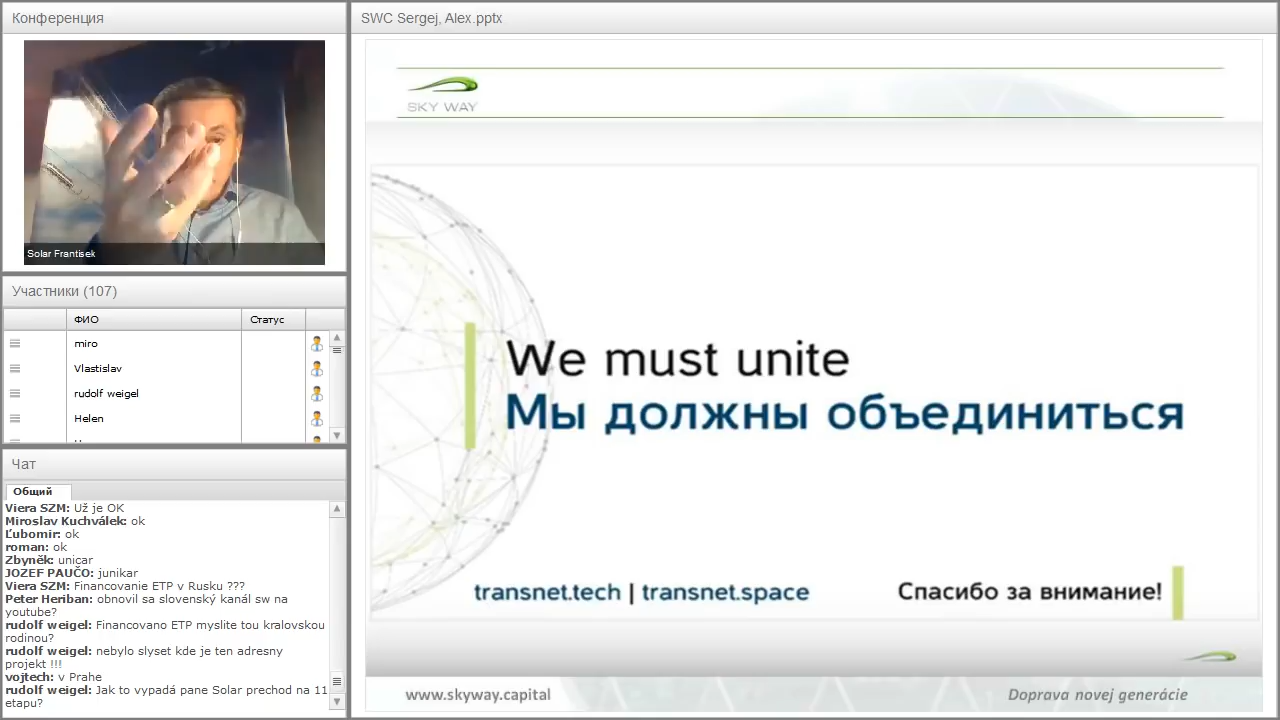 Конференция
Solar Frantisek
Участники (107)
ФИО
Статус
miro
Vlastislav
rudolf weigel
Helen
Чат
Общий
Viera SZM: Už je OK
Miroslav Kuchválek: ok
Ľubomir: ok
roman: ok
Zbyněk: unicar
JOZEF PAUČO: junikar
Viera SZM: Financovanie ETP v Rusku ???
Peter Heriban: obnovil sa slovenský kanál sw na
youtube?
rudolf weigel: Financovano ETP myslite tou kralovskou
rodinou?
rudolf weigel: nebylo slyset kde je ten adresny
projekt !!!
vojtech: v Prahe
rudolf weigel: Jak to vypadá pane Solar prechod na 11
etapu?
SWC Sergej, Alex.pptx
SKY WAY
We must unite
Мы должны объединиться
transnet.tech | transnet.space
Спасибо за внимание!
www.skyway.capital
Doprava novej generácie